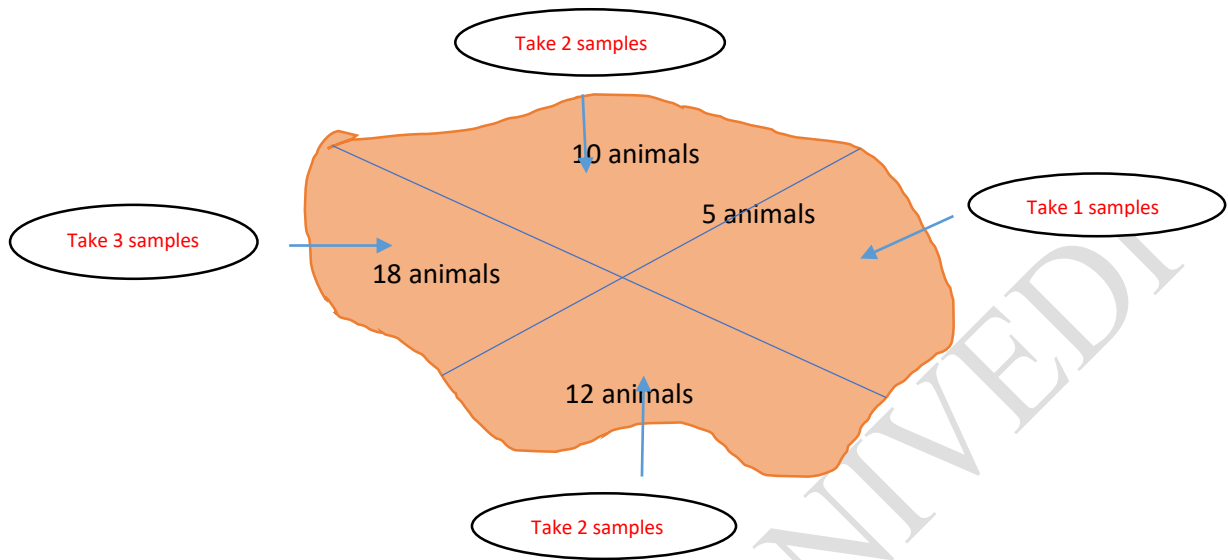 Take 2 samples
10 animals
5 animals
Take 1 samples
Take 3 samples
18 animals
12 animals
Take 2 samples
NIVEDI